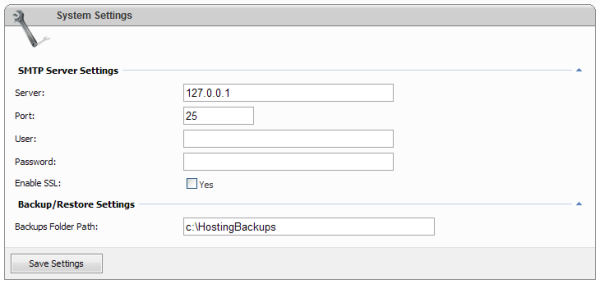 System Settings
SMTP Server Settings
Server: 127.0.0.1
Port: 25
User:
Password:
Enable SSL: Yes
Backup/Restore Settings
Backups Folder Path: c:\HostingBackups
Save Settings